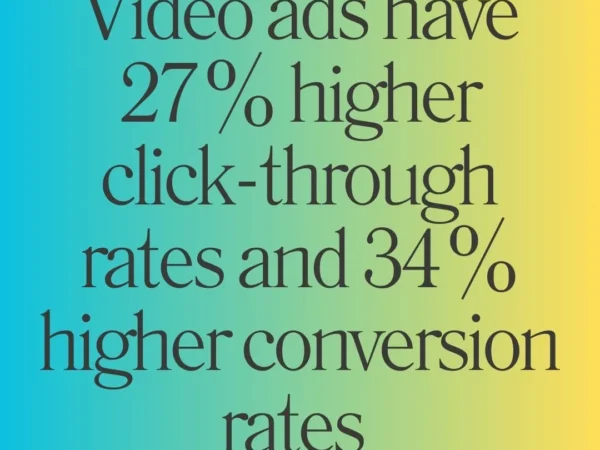 Video ads have
27% higher
click-through
rates and 34%
higher conversion
rates